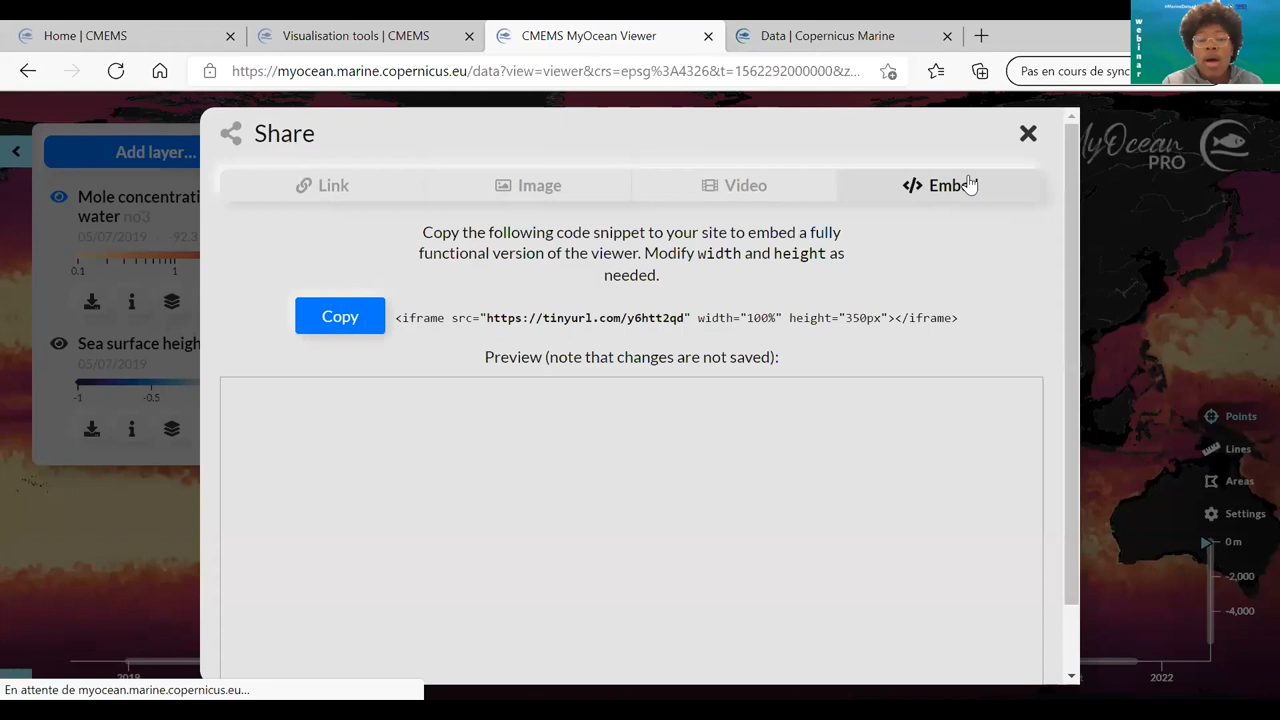 Home | CMEMS
Visualisation tools | CMEMS
CMEMS MyOcean Viewer
Data | Copernicus Marine
https://myocean.marine.copernicus.eu/data?view=viewer&crs=epsg%3A4326&t=1562292000000&z...
Pas en cours de sync
webinar
Share
Link
Image
Video
Emb
Copy the following code snippet to your site to embed a fully
functional version of the viewer. Modify width and height as
needed.
Copy
<iframe src="https://tinyurl.com/y6htt2qd" width="100%" height="350px"></iframe>
Preview (note that changes are not saved):
Add layer...
Mole concentrati
water no3
05/07/2019 · -92.3
0.1 1
Sea surface heigh
05/07/2019
-1 -0.5
MyOcean
PRO
Points
Lines
Areas
Settings
0 m
-2,000
-4,000
2022
En attente de myocean.marine.copernicus.eu...